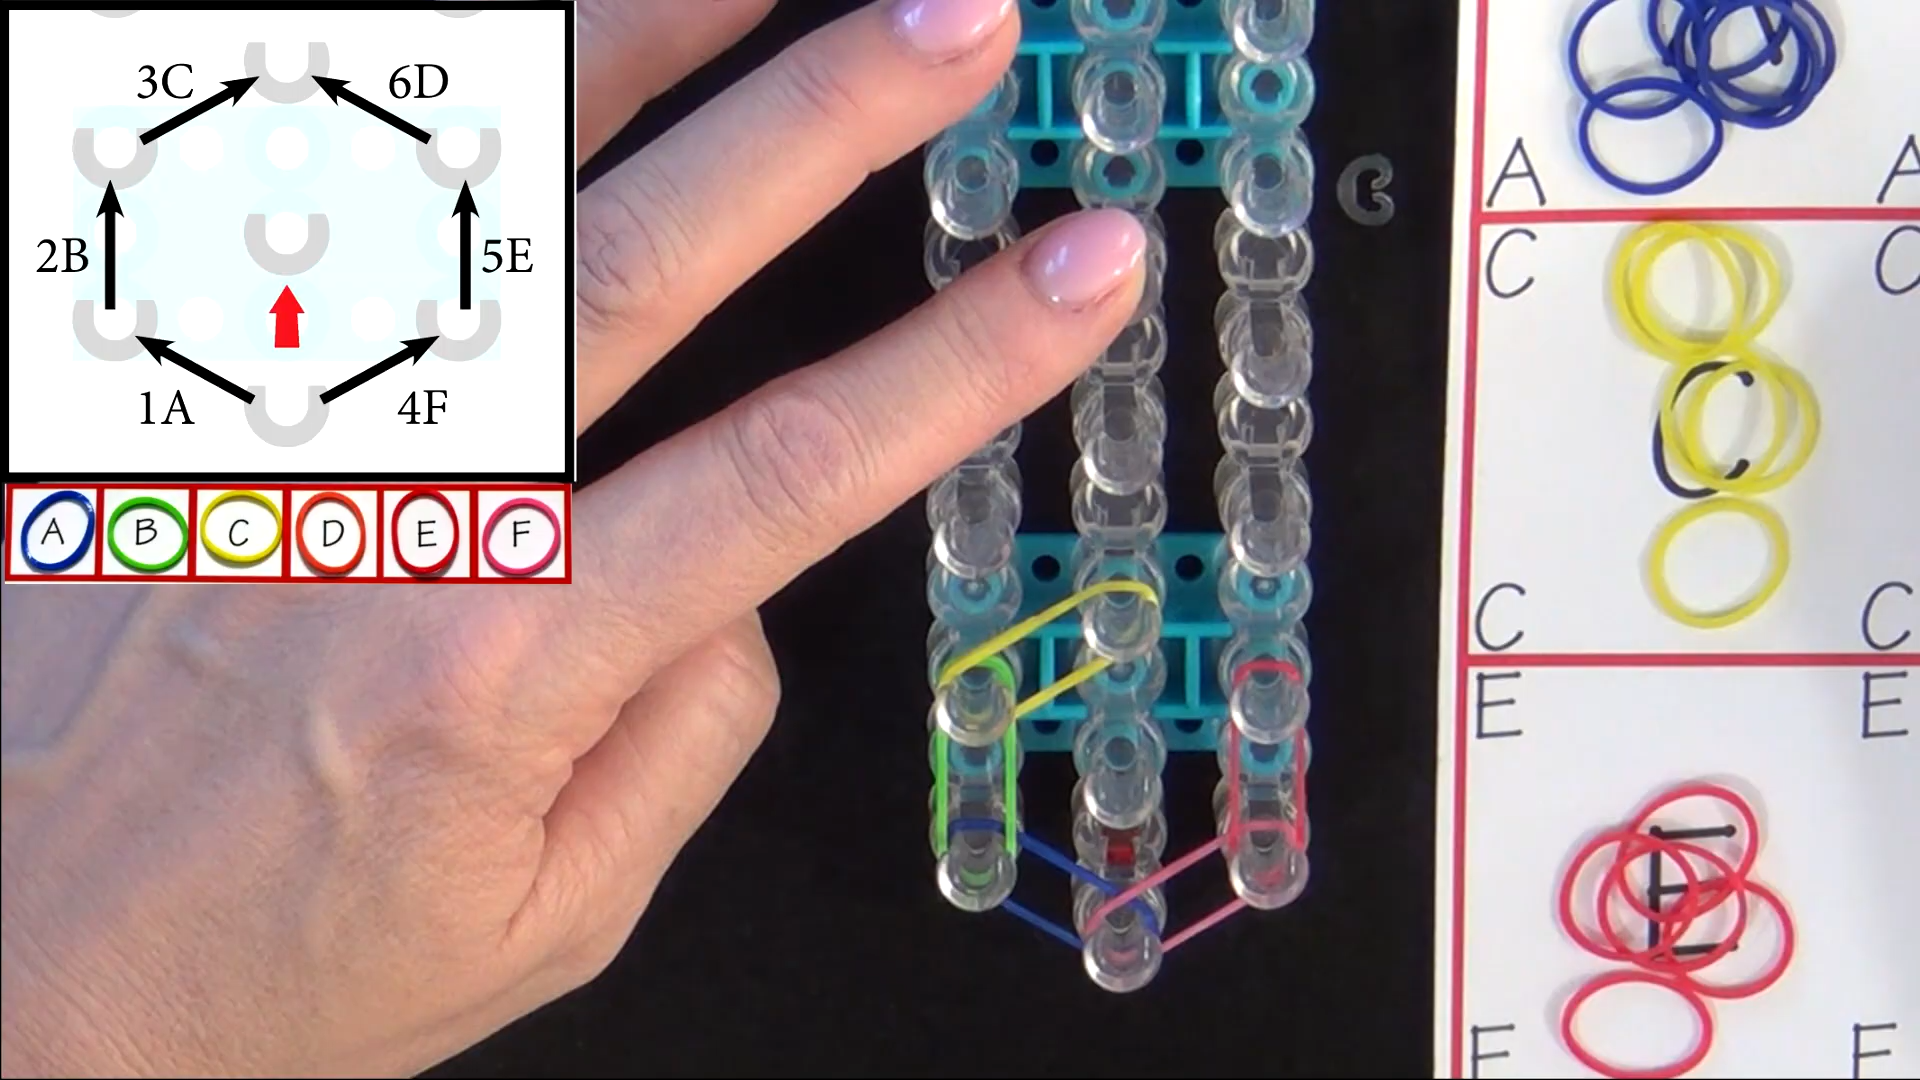 3C 6D
2B 5E
1A 4F
A B C D E F
A A
C C
C
C C
E E
E
F F